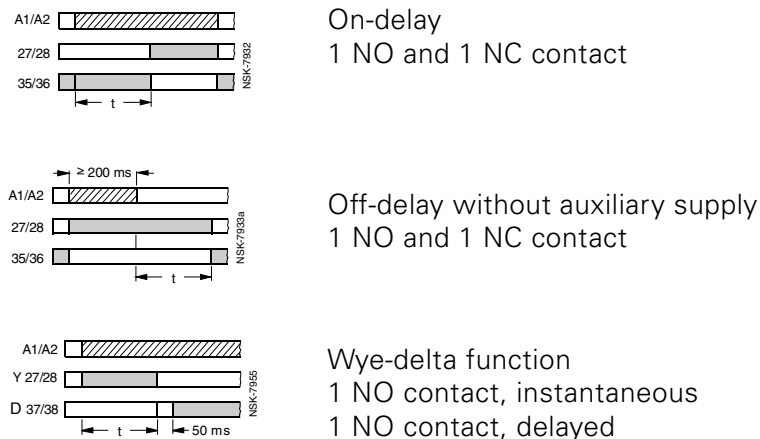 A1/A2
27/28
35/36
t
NSK-7932
On-delay
1 NO and 1 NC contact
≥ 200 ms
A1/A2
27/28
35/36
t
NSK-7933a
Off-delay without auxiliary supply
1 NO and 1 NC contact
A1/A2
Y 27/28
D 37/38
t
50 ms
NSK-7955
Wye-delta function
1 NO contact, instantaneous
1 NO contact, delayed